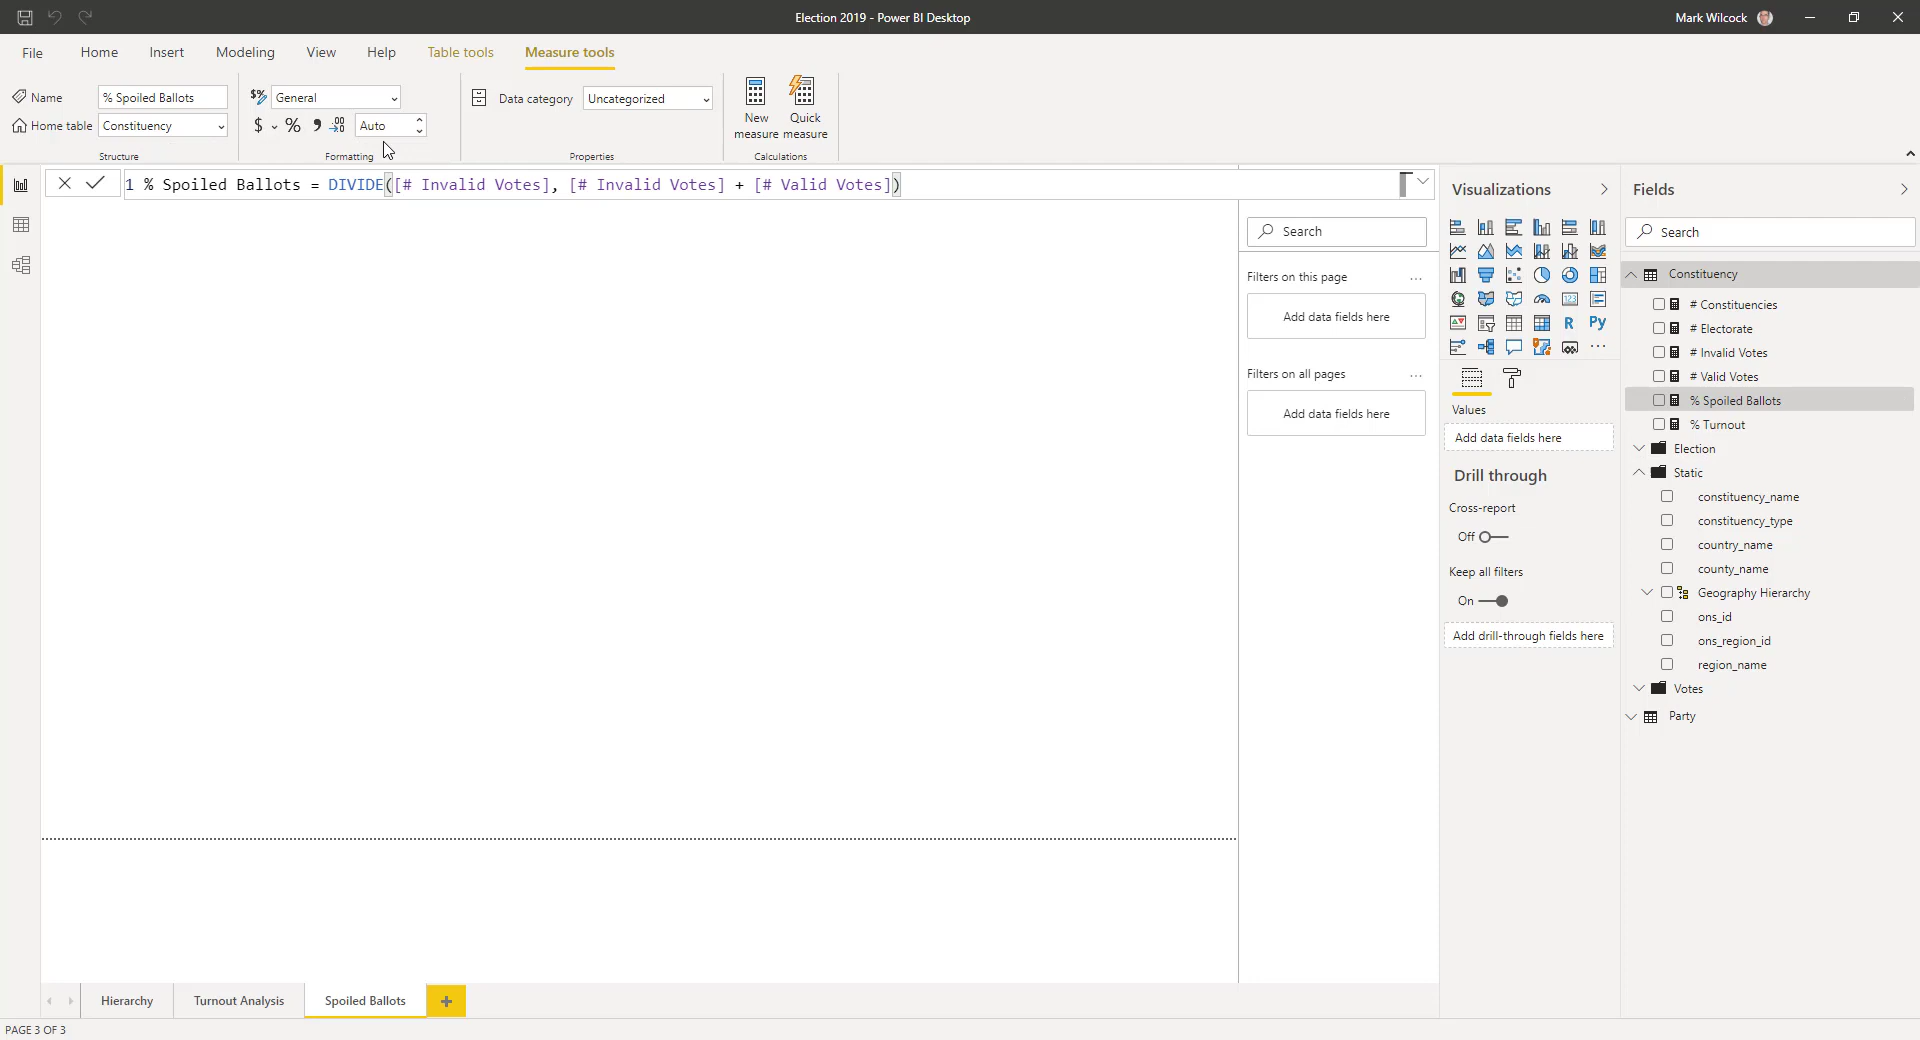 Election 2019 - Power BI Desktop
Mark Wilcock
File
Home
Insert
Modeling
View
Help
Table tools
Measure tools
Name
% Spoiled Ballots
Home table
Constituency
Structure
$%
General
$
%
,
.00
Auto
Formatting
Data category
Uncategorized
Properties
New
measure
Quick
measure
Calculations
1 % Spoiled Ballots = DIVIDE([# Invalid Votes], [# Invalid Votes] + [# Valid Votes])
Search
Filters on this page
...
Add data fields here
Filters on all pages
...
Add data fields here
Visualizations
123
R
Py
...
Values
Add data fields here
Drill through
Cross-report
Off
Keep all filters
On
Add drill-through fields here
Fields
Search
Constituency
# Constituencies
# Electorate
# Invalid Votes
# Valid Votes
% Spoiled Ballots
% Turnout
Election
Static
constituency_name
constituency_type
country_name
county_name
Geography Hierarchy
ons_id
ons_region_id
region_name
Votes
Party
Hierarchy
Turnout Analysis
Spoiled Ballots
+
PAGE 3 OF 3